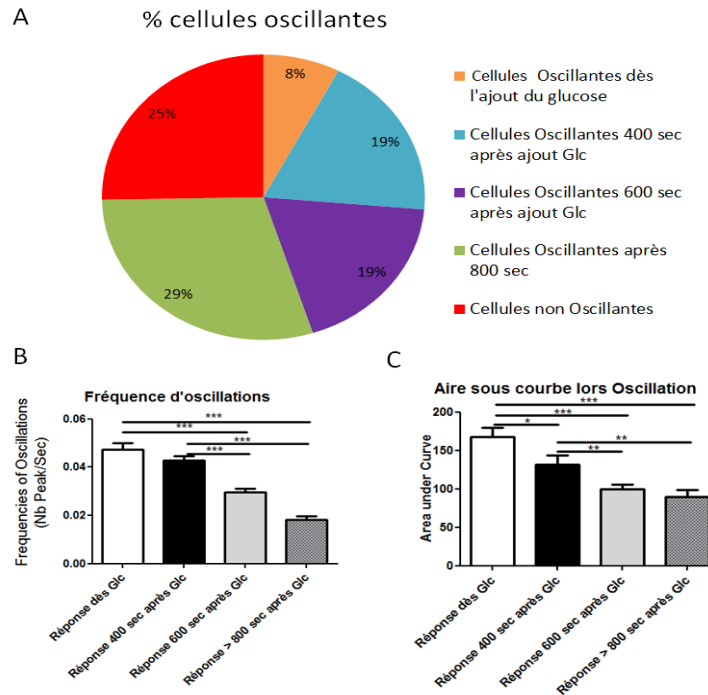 A
% cellules oscillantes
8%
19%
19%
29%
25%
Cellules Oscillantes dès
l'ajout du glucose
Cellules Oscillantes 400 sec
après ajout Glc
Cellules Oscillantes 600 sec
après ajout Glc
Cellules Oscillantes après
800 sec
Cellules non Oscillantes
B
Fréquence d'oscillations
Frequencies of Oscillations
(Nb Peak/Sec)
0.06
0.04
0.02
0.00
***
***
***
***
Réponse dès Glc
Réponse 400 sec après Glc
Réponse 600 sec après Glc
Réponse > 800 sec après Glc
C
Aire sous courbe lors Oscillation
Area under Curve
200
150
100
50
0
***
***
*
**
**
Réponse dès Glc
Réponse 400 sec après Glc
Réponse 600 sec après Glc
Réponse > 800 sec après Glc